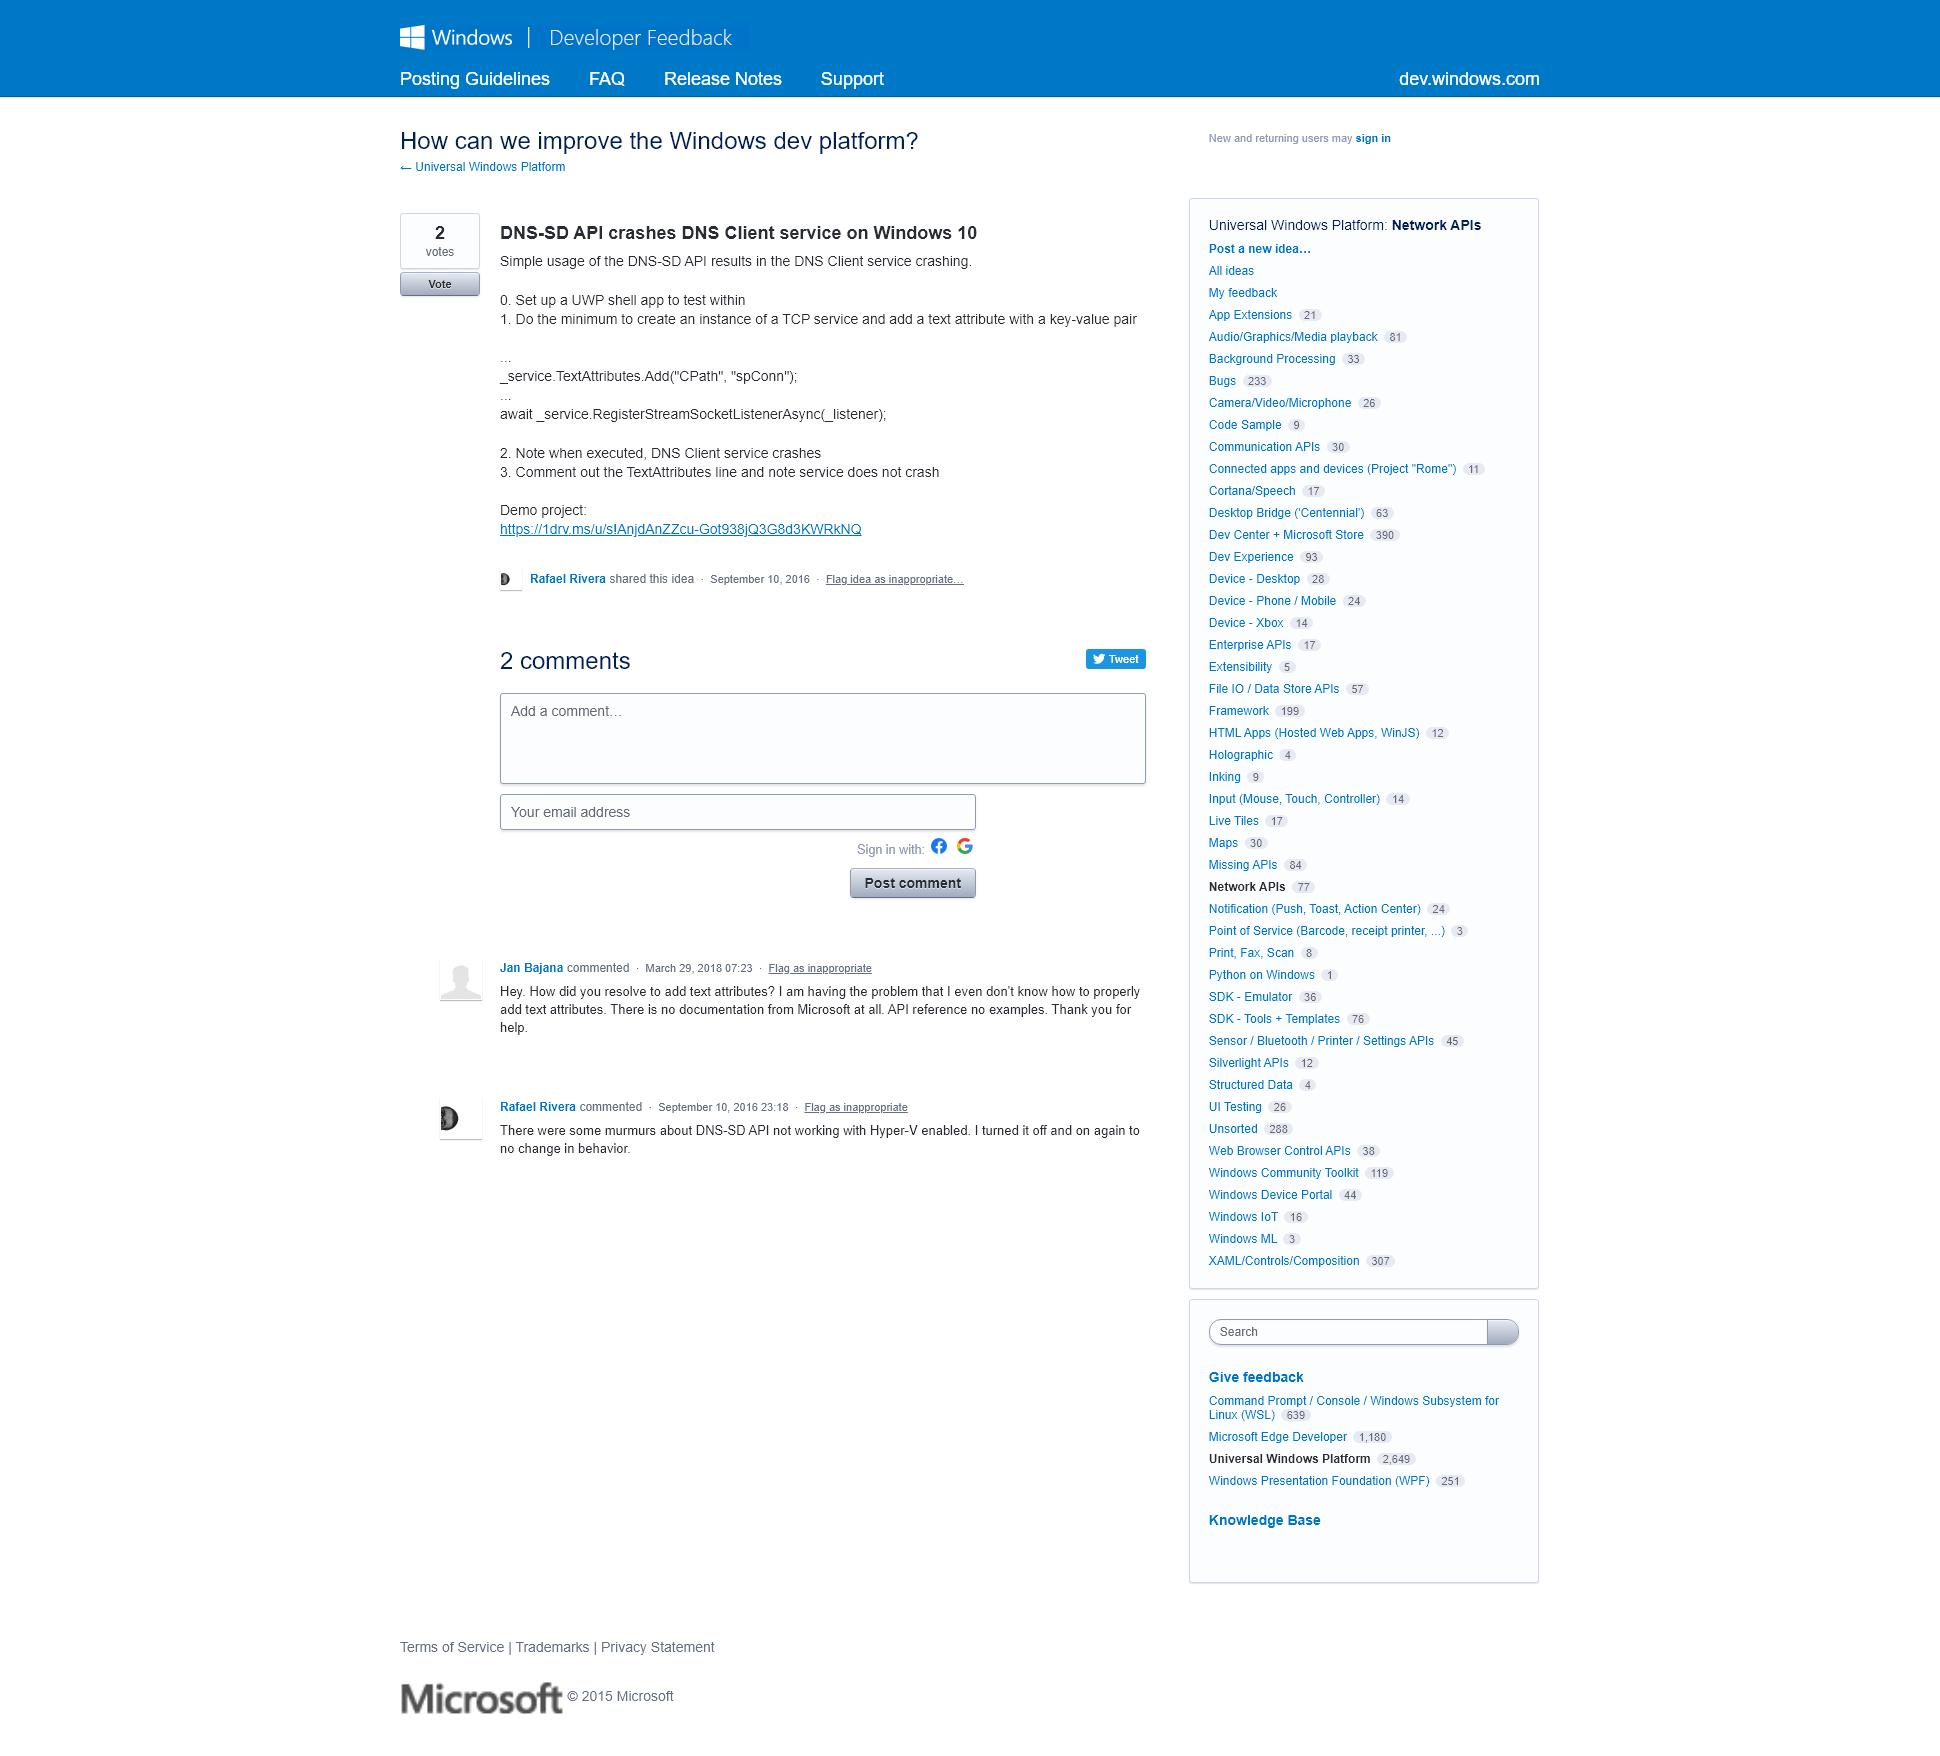 Windows | Developer Feedback
Posting Guidelines FAQ Release Notes Support dev.windows.com
How can we improve the Windows dev platform?
← Universal Windows Platform
New and returning users may sign in
2
votes
Vote
DNS-SD API crashes DNS Client service on Windows 10
Simple usage of the DNS-SD API results in the DNS Client service crashing.
0. Set up a UWP shell app to test within
1. Do the minimum to create an instance of a TCP service and add a text attribute with a key-value pair
...
_service.TextAttributes.Add("CPath", "spConn");
...
await _service.RegisterStreamSocketListenerAsync(_listener);
2. Note when executed, DNS Client service crashes
3. Comment out the TextAttributes line and note service does not crash
Demo project:
https://1drv.ms/u/s!AnjdAnZZcu-Got938jQ3G8d3KWRkNQ
Rafael Rivera shared this idea · September 10, 2016 · Flag idea as inappropriate…
2 comments
Tweet
Add a comment…
Your email address
Sign in with:
Post comment
Jan Bajana commented · March 29, 2018 07:23 · Flag as inappropriate
Hey. How did you resolve to add text attributes? I am having the problem that I even don't know how to properly
add text attributes. There is no documentation from Microsoft at all. API reference no examples. Thank you for
help.
Rafael Rivera commented · September 10, 2016 23:18 · Flag as inappropriate
There were some murmurs about DNS-SD API not working with Hyper-V enabled. I turned it off and on again to
no change in behavior.
Universal Windows Platform: Network APIs
Post a new idea…
All ideas
My feedback
App Extensions 21
Audio/Graphics/Media playback 81
Background Processing 33
Bugs 233
Camera/Video/Microphone 26
Code Sample 9
Communication APIs 30
Connected apps and devices (Project "Rome") 11
Cortana/Speech 17
Desktop Bridge ('Centennial') 63
Dev Center + Microsoft Store 390
Dev Experience 93
Device - Desktop 28
Device - Phone / Mobile 24
Device - Xbox 14
Enterprise APIs 17
Extensibility 5
File IO / Data Store APIs 57
Framework 199
HTML Apps (Hosted Web Apps, WinJS) 12
Holographic 4
Inking 9
Input (Mouse, Touch, Controller) 14
Live Tiles 17
Maps 30
Missing APIs 84
Network APIs 77
Notification (Push, Toast, Action Center) 24
Point of Service (Barcode, receipt printer, ...) 3
Print, Fax, Scan 8
Python on Windows 1
SDK - Emulator 36
SDK - Tools + Templates 76
Sensor / Bluetooth / Printer / Settings APIs 45
Silverlight APIs 12
Structured Data 4
UI Testing 26
Unsorted 288
Web Browser Control APIs 38
Windows Community Toolkit 119
Windows Device Portal 44
Windows IoT 16
Windows ML 3
XAML/Controls/Composition 307
Search
Give feedback
Command Prompt / Console / Windows Subsystem for
Linux (WSL) 639
Microsoft Edge Developer 1,180
Universal Windows Platform 2,649
Windows Presentation Foundation (WPF) 251
Knowledge Base
Terms of Service | Trademarks | Privacy Statement
Microsoft © 2015 Microsoft